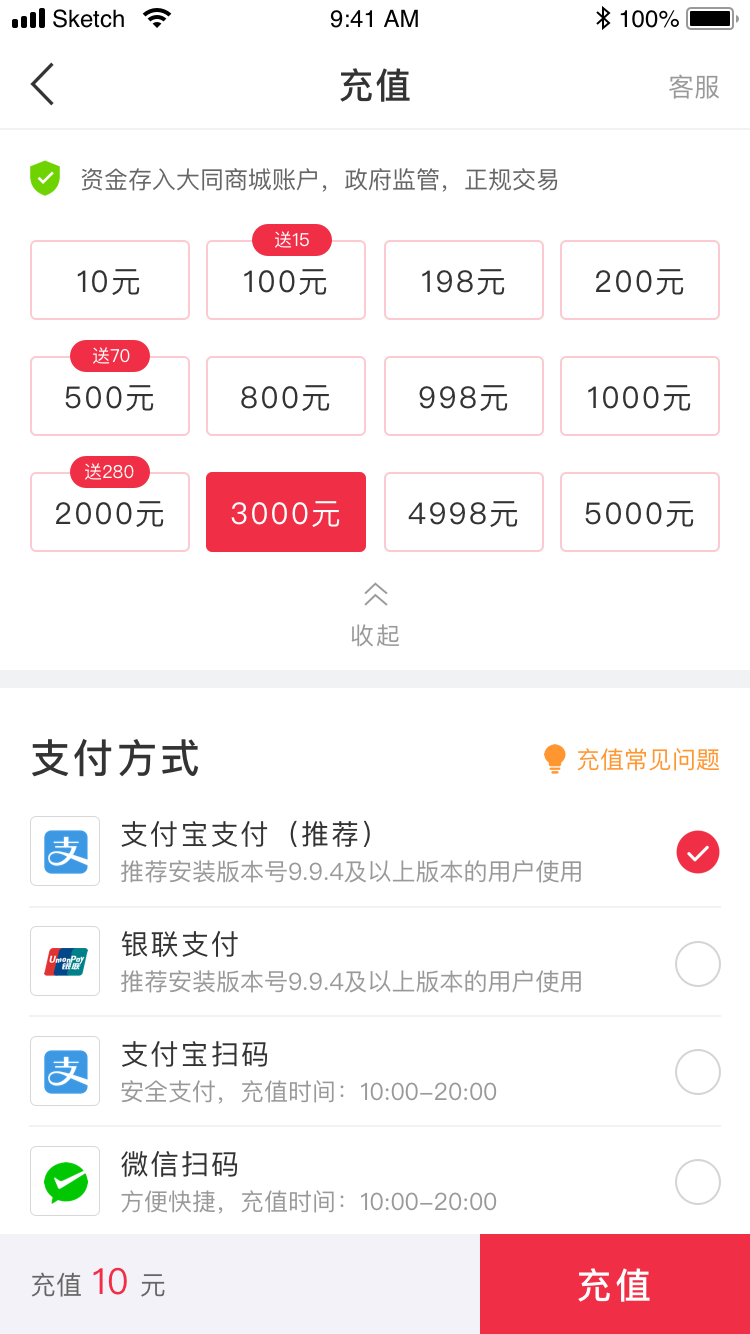 Sketch 9:41 AM 100%
充值 客服
资金存入大同商城账户，政府监管，正规交易
送15
10元 100元 198元 200元
送70
500元 800元 998元 1000元
送280
2000元 3000元 4998元 5000元
收起
支付方式 充值常见问题
支 支付宝支付（推荐）
推荐安装版本号9.9.4及以上版本的用户使用
UnionPay 银联 银联支付
推荐安装版本号9.9.4及以上版本的用户使用
支 支付宝扫码
安全支付，充值时间：10:00-20:00
微信扫码
方便快捷，充值时间：10:00-20:00
充值 10 元 充值